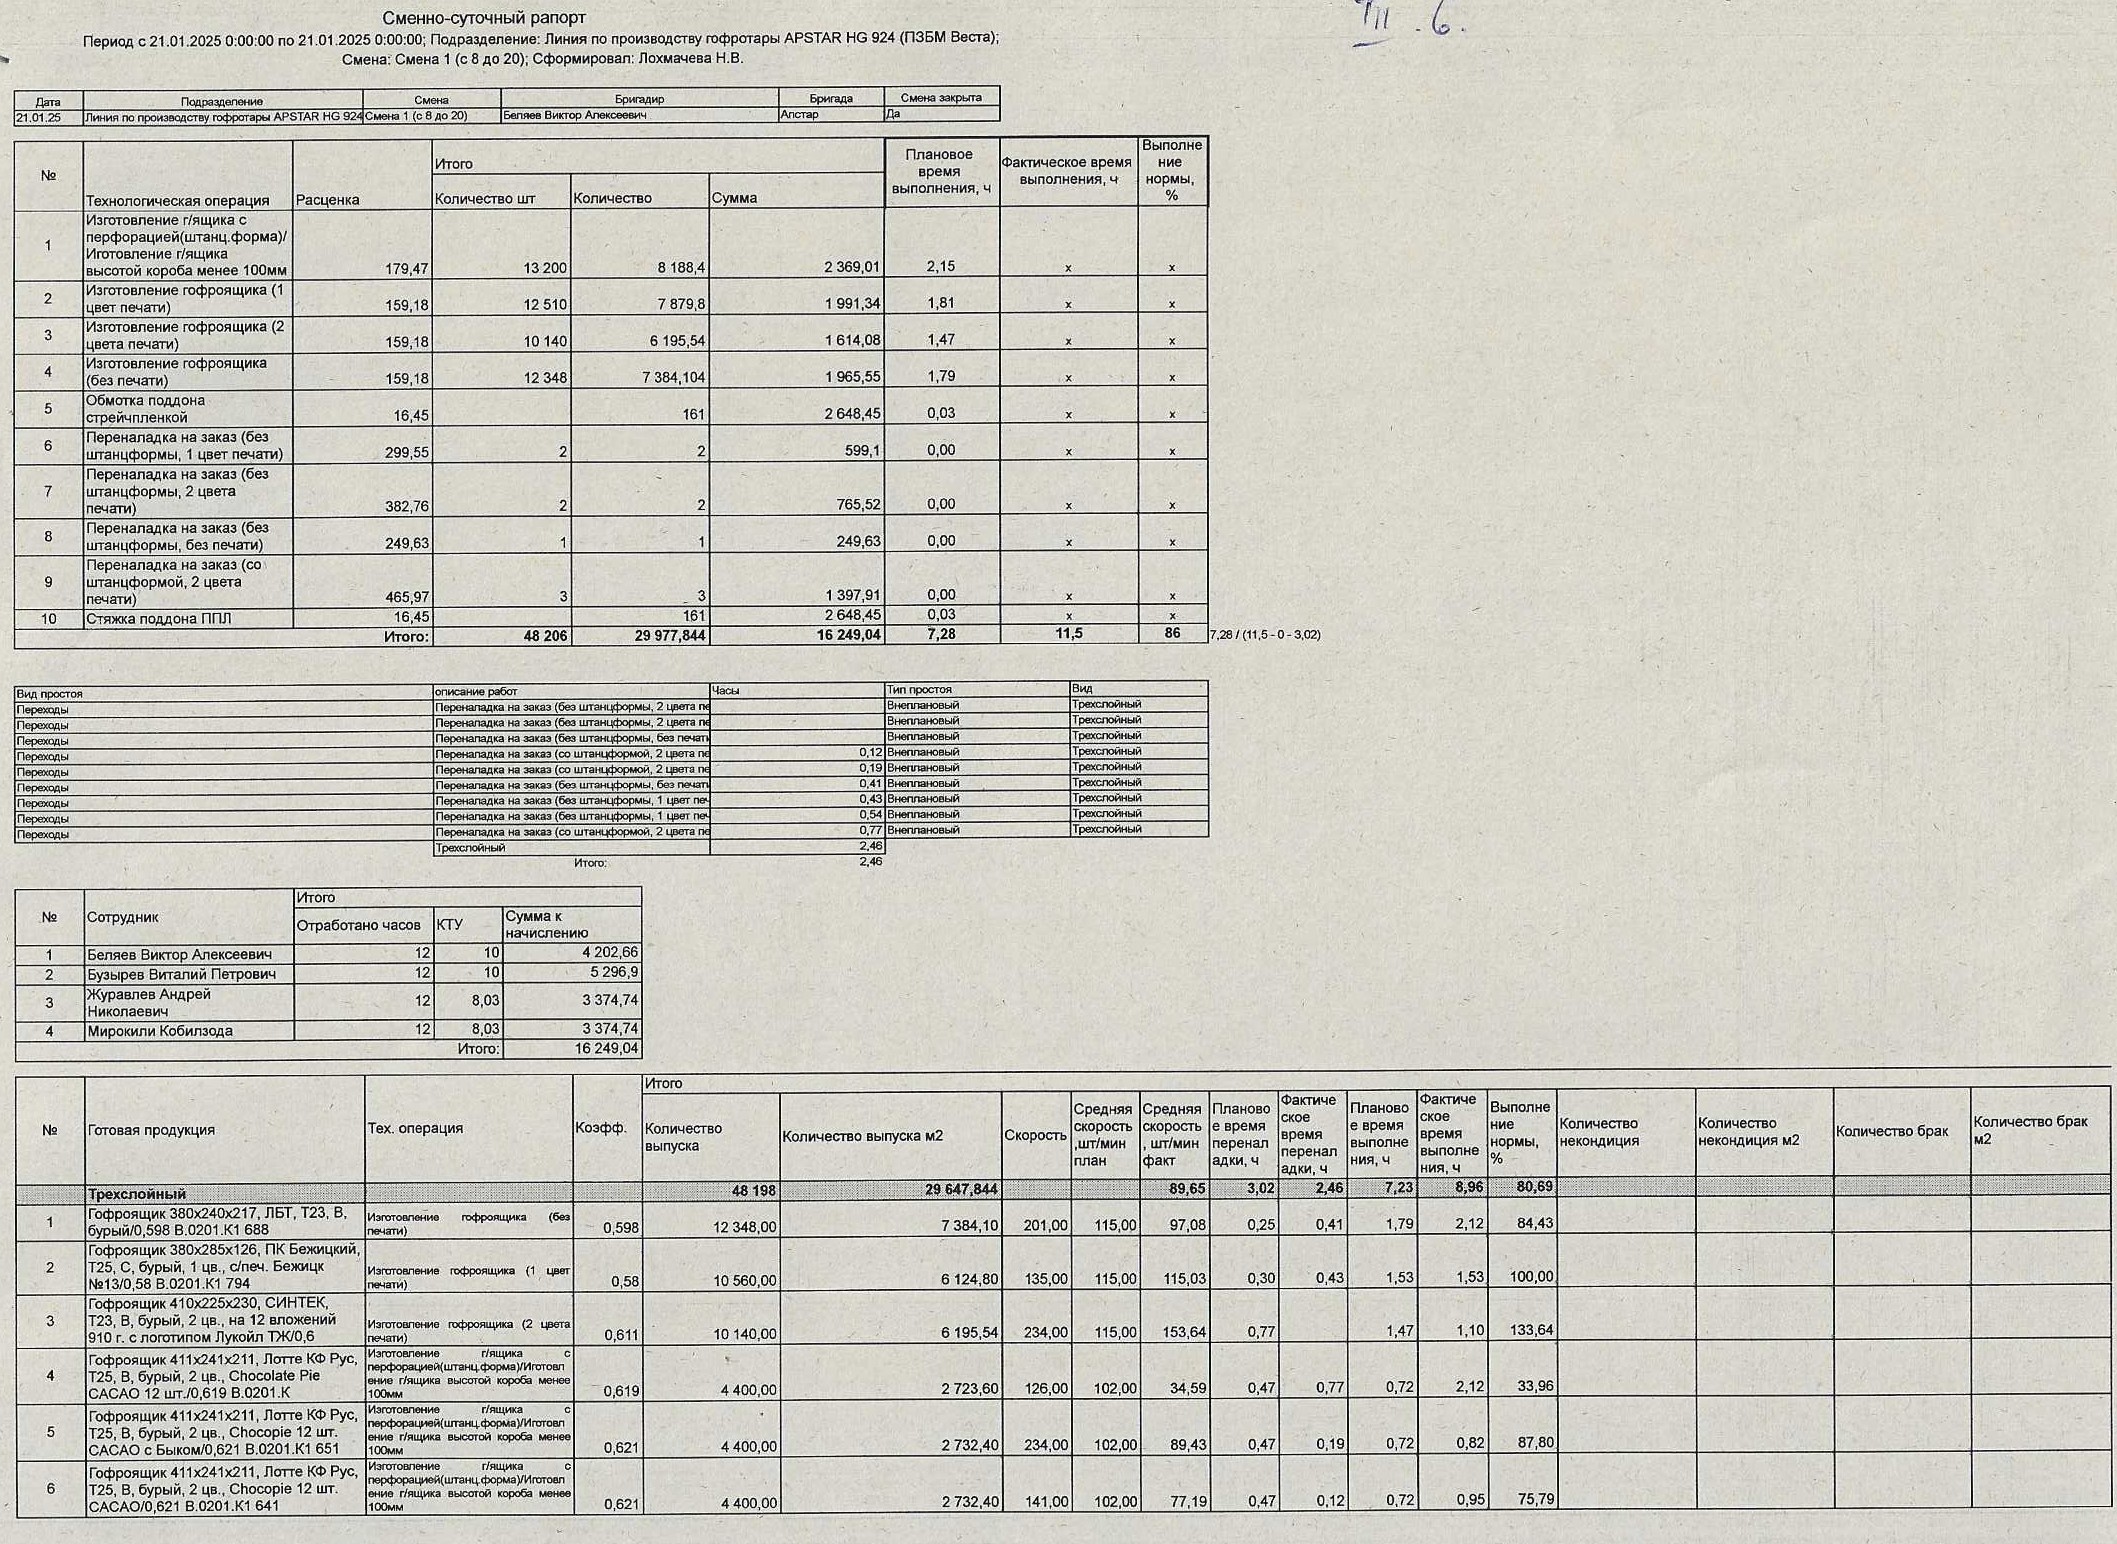 Сменно-суточный рапорт
Период с 21.01.2025 0:00:00 по 21.01.2025 0:00:00; Подразделение: Линия по производству гофротары APSTAR HG 924 (ПЗБМ Веста);
Смена: Смена 1 (с 8 до 20); Сформировал: Лохмачева Н.В.
Дата Подразделение Смена Бригадир Бригада Смена закрыта
21.01.25 Линия по производству гофротары APSTAR HG 924 Смена 1 (с 8 до 20) Беляев Виктор Алексеевич Апстар Да
№ Технологическая операция Расценка Итого Количество шт Количество Сумма Плановое время выполнения, ч Фактическое время выполнения, ч Выполне ние нормы, %
1 Изготовление г/ящика с перфорацией(штанц.форма)/ Иготовление г/ящика высотой короба менее 100мм 179,47 13 200 8 188,4 2 369,01 2,15 x x
2 Изготовление гофроящика (1 цвет печати) 159,18 12 510 7 879,8 1 991,34 1,81 x x
3 Изготовление гофроящика (2 цвета печати) 159,18 10 140 6 195,54 1 614,08 1,47 x x
4 Изготовление гофроящика (без печати) 159,18 12 348 7 384,104 1 965,55 1,79 x x
5 Обмотка поддона стрейчпленкой 16,45 161 2 648,45 0,03 x x
6 Переналадка на заказ (без штанцформы, 1 цвет печати) 299,55 2 2 599,1 0,00 x x
7 Переналадка на заказ (без штанцформы, 2 цвета печати) 382,76 2 2 765,52 0,00 x x
8 Переналадка на заказ (без штанцформы, без печати) 249,63 1 1 249,63 0,00 x x
9 Переналадка на заказ (со штанцформой, 2 цвета печати) 465,97 3 3 1 397,91 0,00 x x
10 Стяжка поддона ППЛ 16,45 161 2 648,45 0,03 x x
Итого: 48 206 29 977,844 16 249,04 7,28 11,5 86 7,28 / (11,5 - 0 - 3,02)
Вид простоя описание работ Часы Тип простоя Вид
Переходы Переналадка на заказ (без штанцформы, 2 цвета пе Внеплановый Трехслойный
Переходы Переналадка на заказ (без штанцформы, 2 цвета пе Внеплановый Трехслойный
Переходы Переналадка на заказ (без штанцформы, без печат Внеплановый Трехслойный
Переходы Переналадка на заказ (со штанцформой, 2 цвета пе 0,12 Внеплановый Трехслойный
Переходы Переналадка на заказ (со штанцформой, 2 цвета пе 0,19 Внеплановый Трехслойный
Переходы Переналадка на заказ (без штанцформы, без печат 0,41 Внеплановый Трехслойный
Переходы Переналадка на заказ (без штанцформы, 1 цвет печ 0,43 Внеплановый Трехслойный
Переходы Переналадка на заказ (без штанцформы, 1 цвет печ 0,54 Внеплановый Трехслойный
Переходы Переналадка на заказ (со штанцформой, 2 цвета пе 0,77 Внеплановый Трехслойный
Трехслойный 2,46
Итого: 2,46
№ Сотрудник Итого Отработано часов КТУ Сумма к начислению
1 Беляев Виктор Алексеевич 12 10 4 202,66
2 Бузырев Виталий Петрович 12 10 5 296,9
3 Журавлев Андрей Николаевич 12 8,03 3 374,74
4 Мирокили Кобилзода 12 8,03 3 374,74
Итого: 16 249,04
№ Готовая продукция Тех. операция Коэфф. Итого Количество выпуска Количество выпуска м2 Скорость Средняя скорость ,шт/мин план Средняя скорость , шт/мин факт Планово е время перенал адки, ч Фактиче ское время перенал адки, ч Планово е время выполне ния, ч Фактиче ское время выполне ния, ч Выполне ние нормы, % Количество некондиция Количество некондиция м2 Количество брак Количество брак м2
Трехслойный 48 198 29 647,844 89,65 3,02 2,46 7,23 8,96 80,69
1 Гофроящик 380х240х217, ЛБТ, Т23, В, бурый/0,598 В.0201.К1 688 Изготовление гофроящика (без печати) 0,598 12 348,00 7 384,10 201,00 115,00 97,08 0,25 0,41 1,79 2,12 84,43
2 Гофроящик 380х285х126, ПК Бежицкий, Т25, С, бурый, 1 цв., с/печ. Бежицк №13/0,58 В.0201.К1 794 Изготовление гофроящика (1 цвет печати) 0,58 10 560,00 6 124,80 135,00 115,00 115,03 0,30 0,43 1,53 1,53 100,00
3 Гофроящик 410х225х230, СИНТЕК, Т23, В, бурый, 2 цв., на 12 вложений 910 г. с логотипом Лукойл ТЖ/0,6 Изготовление гофроящика (2 цвета печати) 0,611 10 140,00 6 195,54 234,00 115,00 153,64 0,77 1,47 1,10 133,64
4 Гофроящик 411х241х211, Лотте КФ Рус, Т25, В, бурый, 2 цв., Chocolate Pie CACAO 12 шт./0,619 В.0201.К Изготовление г/ящика с перфорацией(штанц.форма)/Иготовл ение г/ящика высотой короба менее 100мм 0,619 4 400,00 2 723,60 126,00 102,00 34,59 0,47 0,77 0,72 2,12 33,96
5 Гофроящик 411х241х211, Лотте КФ Рус, Т25, В, бурый, 2 цв., Chocopie 12 шт. CACAO с Быком/0,621 В.0201.К1 651 Изготовление г/ящика с перфорацией(штанц.форма)/Иготовл ение г/ящика высотой короба менее 100мм 0,621 4 400,00 2 732,40 234,00 102,00 89,43 0,47 0,19 0,72 0,82 87,80
6 Гофроящик 411х241х211, Лотте КФ Рус, Т25, В, бурый, 2 цв., Chocopie 12 шт. CACAO/0,621 В.0201.К1 641 Изготовление г/ящика с перфорацией(штанц.форма)/Иготовл ение г/ящика высотой короба менее 100мм 0,621 4 400,00 2 732,40 141,00 102,00 77,19 0,47 0,12 0,72 0,95 75,79